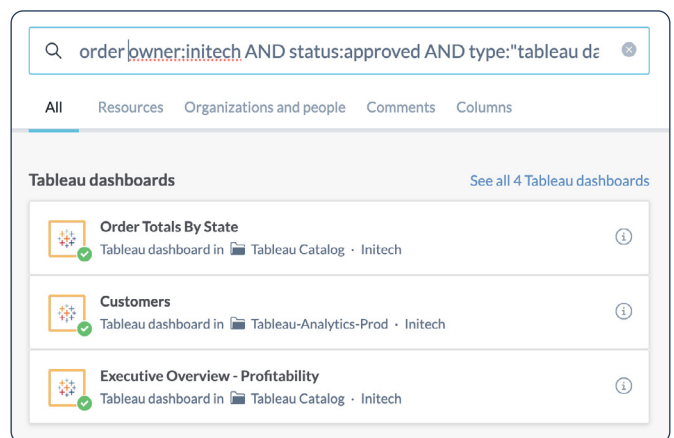 order owner:initech AND status:approved AND type:"tableau da
All Resources Organizations and people Comments Columns
Tableau dashboards See all 4 Tableau dashboards
Order Totals By State
Tableau dashboard in Tableau Catalog · Initech
Customers
Tableau dashboard in Tableau-Analytics-Prod · Initech
Executive Overview - Profitability
Tableau dashboard in Tableau Catalog · Initech